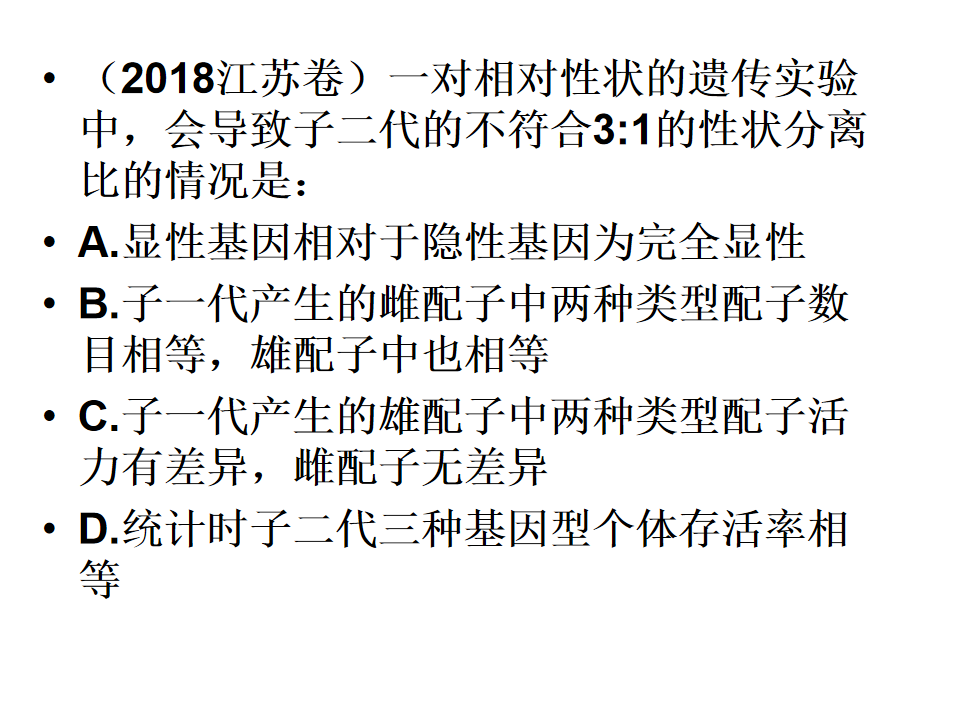 • （2018江苏卷）一对相对性状的遗传实验
中，会导致子二代的不符合3:1的性状分离
比的情况是：
• A.显性基因相对于隐性基因为完全显性
• B.子一代产生的雌配子中两种类型配子数
目相等，雄配子中也相等
• C.子一代产生的雄配子中两种类型配子活
力有差异，雌配子无差异
• D.统计时子二代三种基因型个体存活率相
等